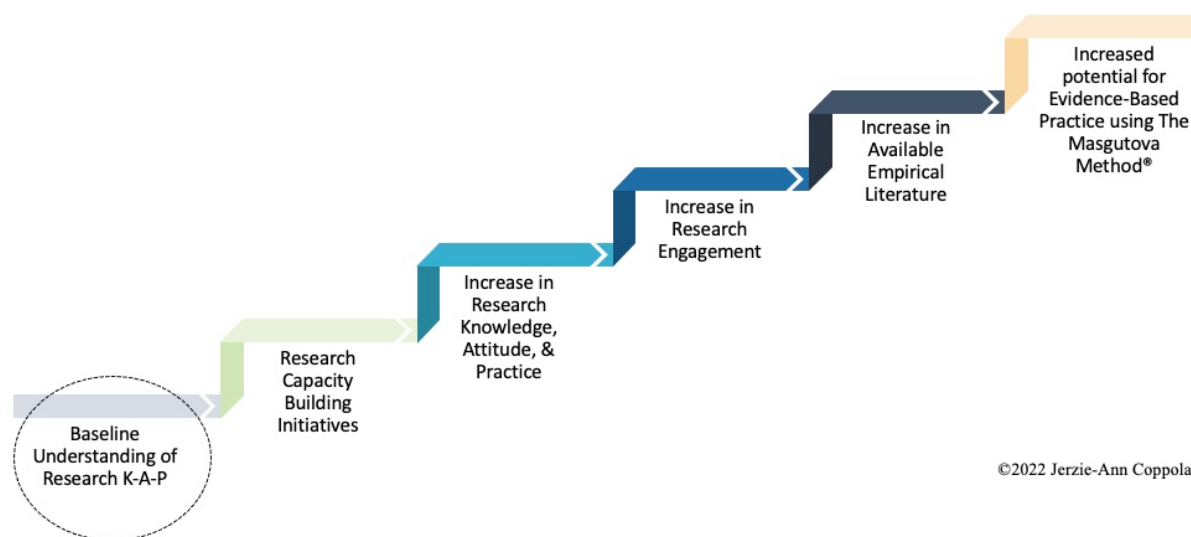 Baseline
Understanding of
Research K-A-P
Research
Capacity
Building
Initiatives
Increase in
Research
Knowledge,
Attitude, &
Practice
Increase in
Research
Engagement
Increase in
Available
Empirical
Literature
Increased
potential for
Evidence-Based
Practice using The
Masgutova
Method®
©2022 Jerzie-Ann Coppola